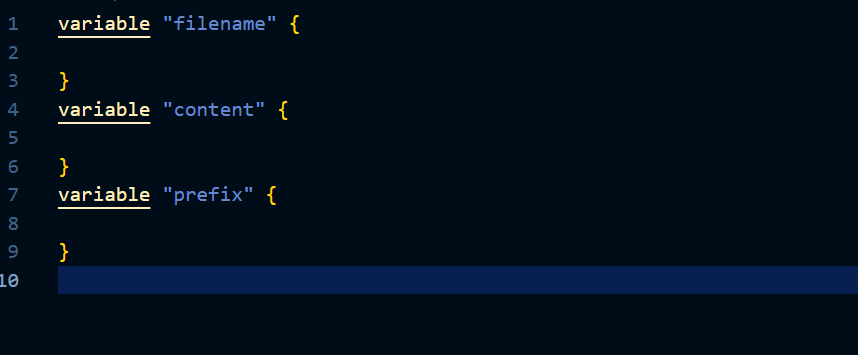 1 variable "filename" {
2
3 }
4 variable "content" {
5
6 }
7 variable "prefix" {
8
9 }
10